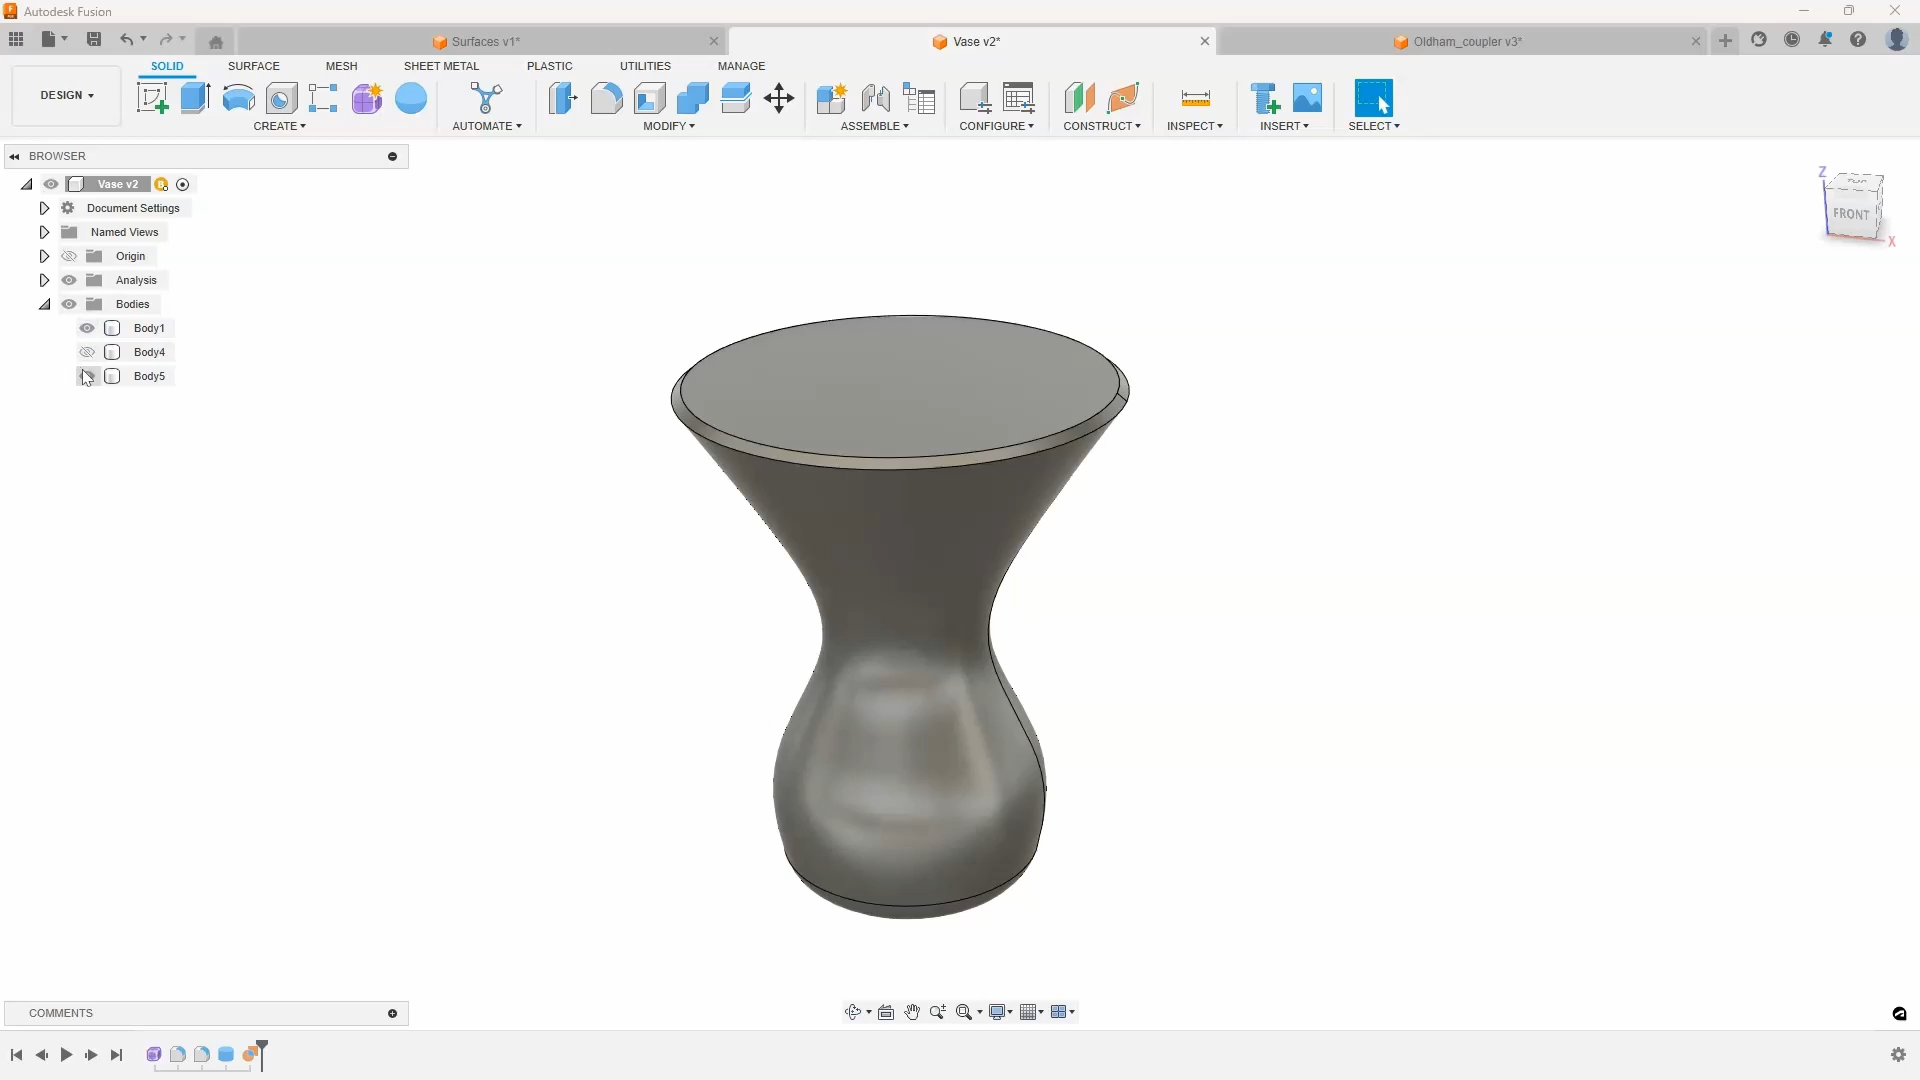 Autodesk Fusion
Surfaces v1*
Vase v2*
Oldham_coupler v3*
DESIGN
SOLID
SURFACE
MESH
SHEET METAL
PLASTIC
UTILITIES
MANAGE
CREATE
AUTOMATE
MODIFY
ASSEMBLE
CONFIGURE
CONSTRUCT
INSPECT
INSERT
SELECT
BROWSER
Vase v2
Document Settings
Named Views
Origin
Analysis
Bodies
Body1
Body4
Body5
Z
TOP
FRONT
X
COMMENTS